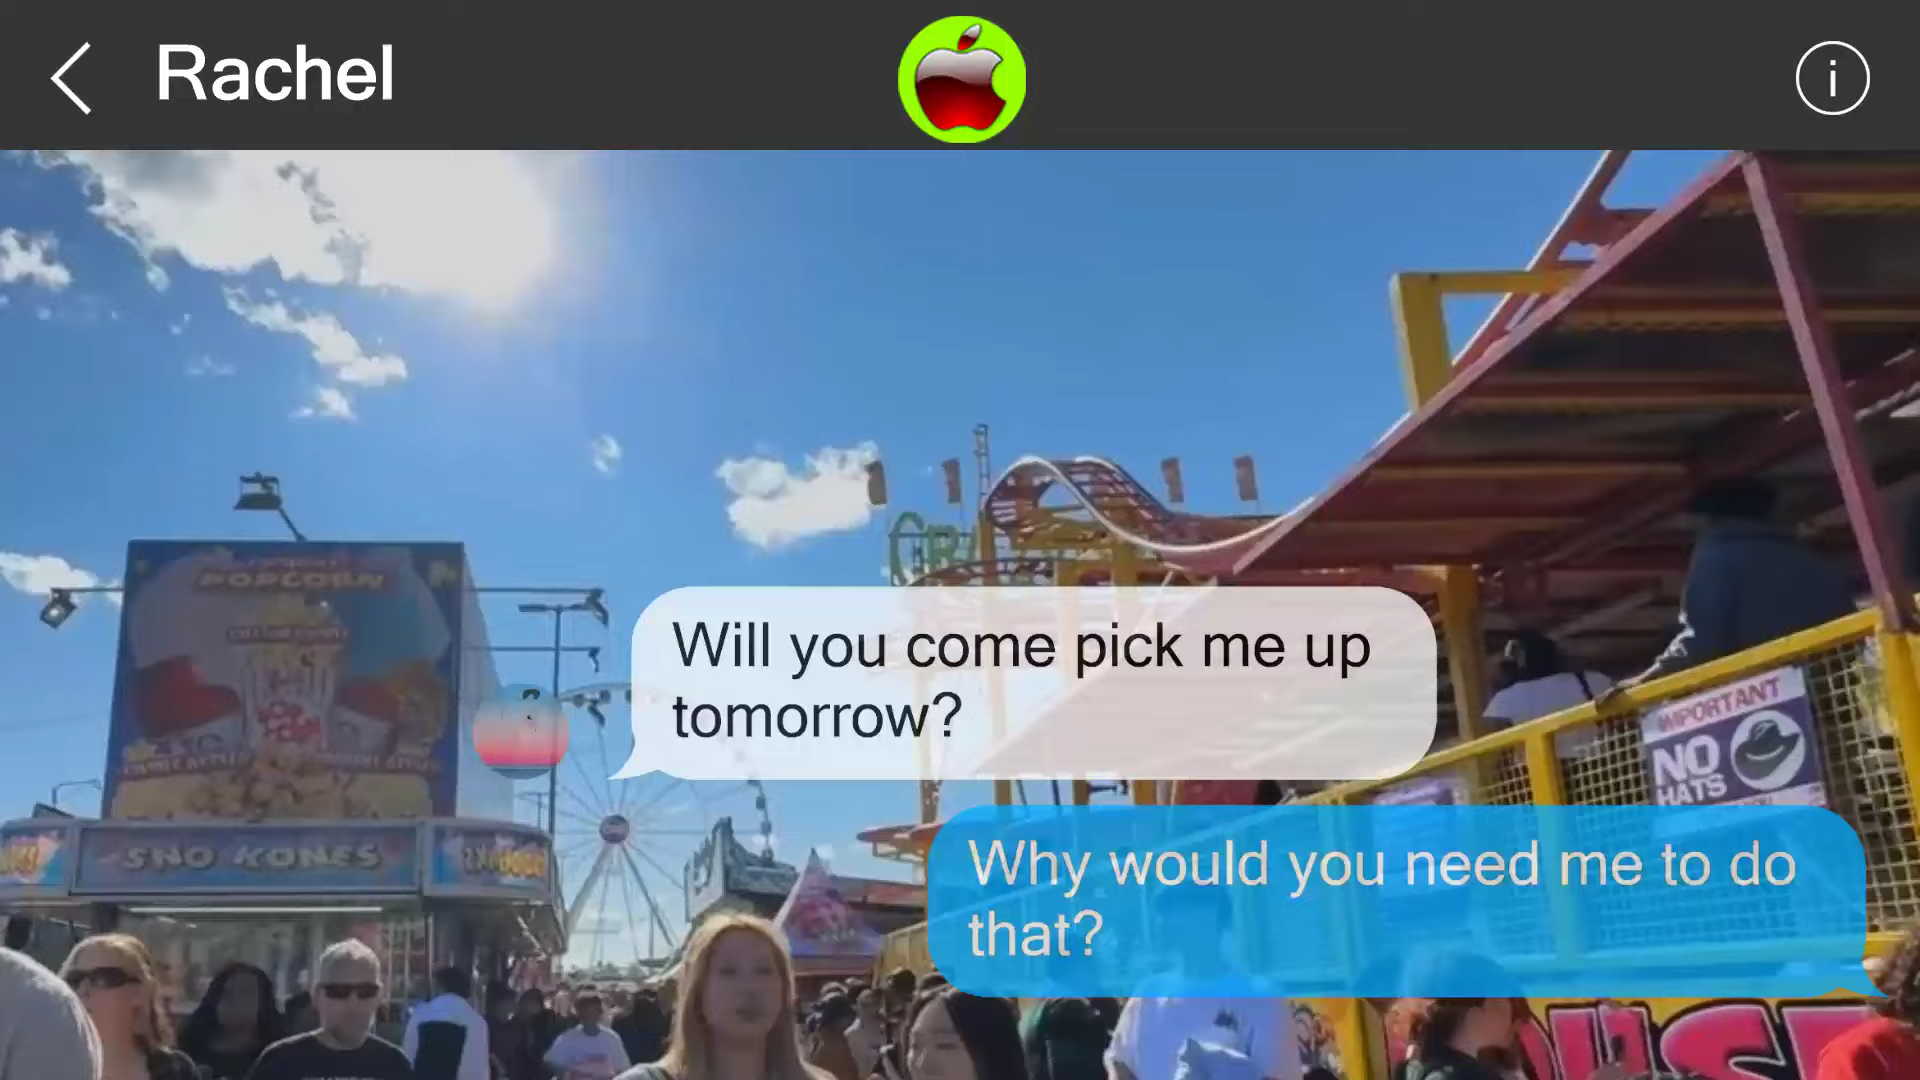 Rachel
Will you come pick me up
tomorrow?
Why would you need me to do
that?
POPCORN
SNO KONES
IMPORTANT
NO
HATS